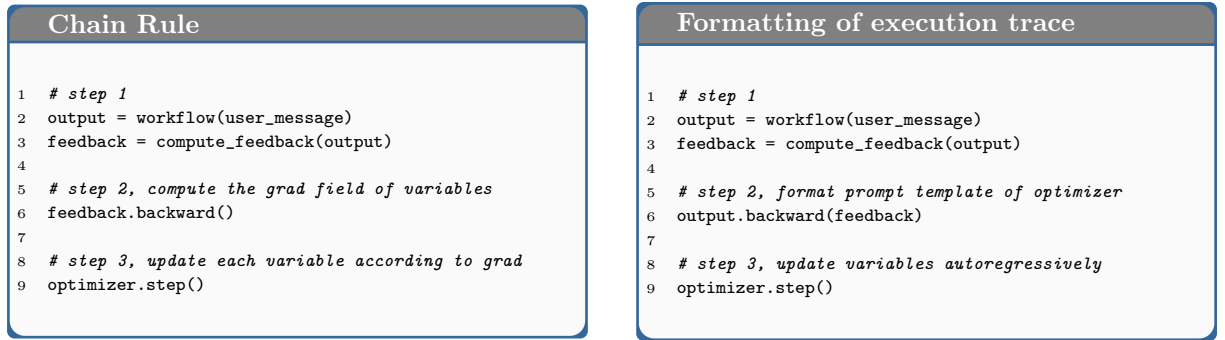 Chain Rule
1 # step 1
2 output = workflow(user_message)
3 feedback = compute_feedback(output)
4
5 # step 2, compute the grad field of variables
6 feedback.backward()
7
8 # step 3, update each variable according to grad
9 optimizer.step()
Formatting of execution trace
1 # step 1
2 output = workflow(user_message)
3 feedback = compute_feedback(output)
4
5 # step 2, format prompt template of optimizer
6 output.backward(feedback)
7
8 # step 3, update variables autoregressively
9 optimizer.step()